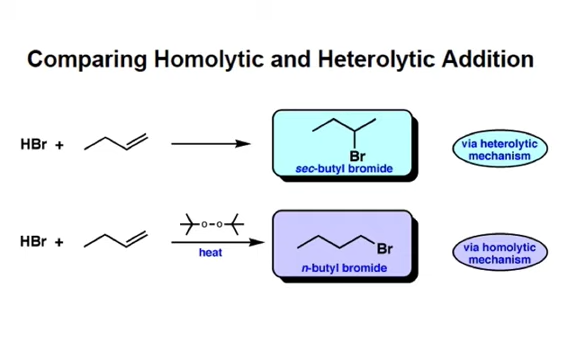 Comparing Homolytic and Heterolytic Addition
HBr +
Br
sec-butyl bromide
via heterolytic
mechanism
HBr +
o-o
heat
Br
n-butyl bromide
via homolytic
mechanism